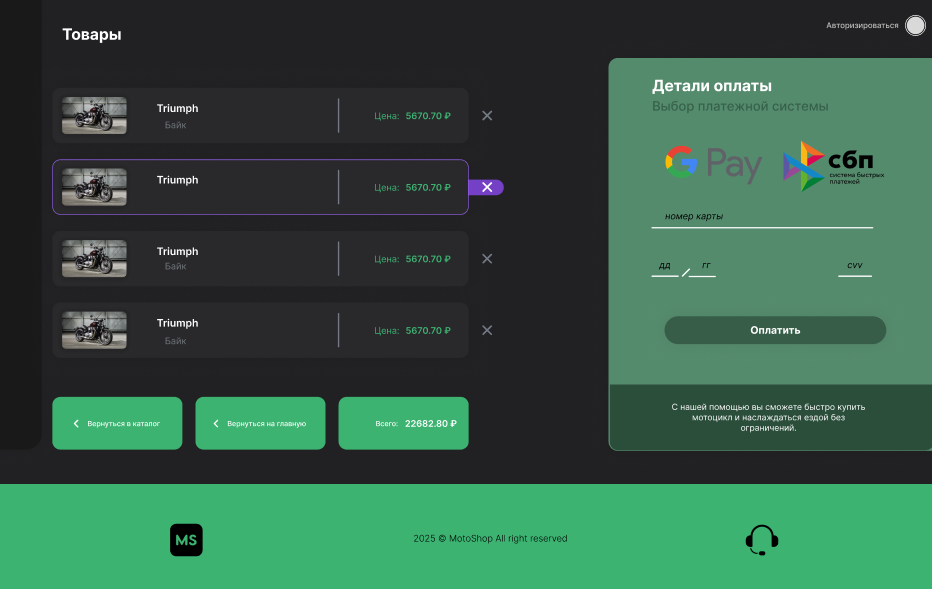 Авторизироваться
Товары
Triumph
Байк
Цена: 5670.70 ₽
Triumph
Цена: 5670.70 ₽
Triumph
Байк
Цена: 5670.70 ₽
Triumph
Байк
Цена: 5670.70 ₽
Вернуться в каталог
Вернуться на главную
Всего: 22682.80 ₽
Детали оплаты
Выбор платежной системы
G Pay
сбп
система быстрых
платежей
номер карты
дд / гг
cvv
Оплатить
С нашей помощью вы сможете быстро купить
мотоцикл и наслаждаться ездой без
ограничений.
MS
2025 © MotoShop All right reserved